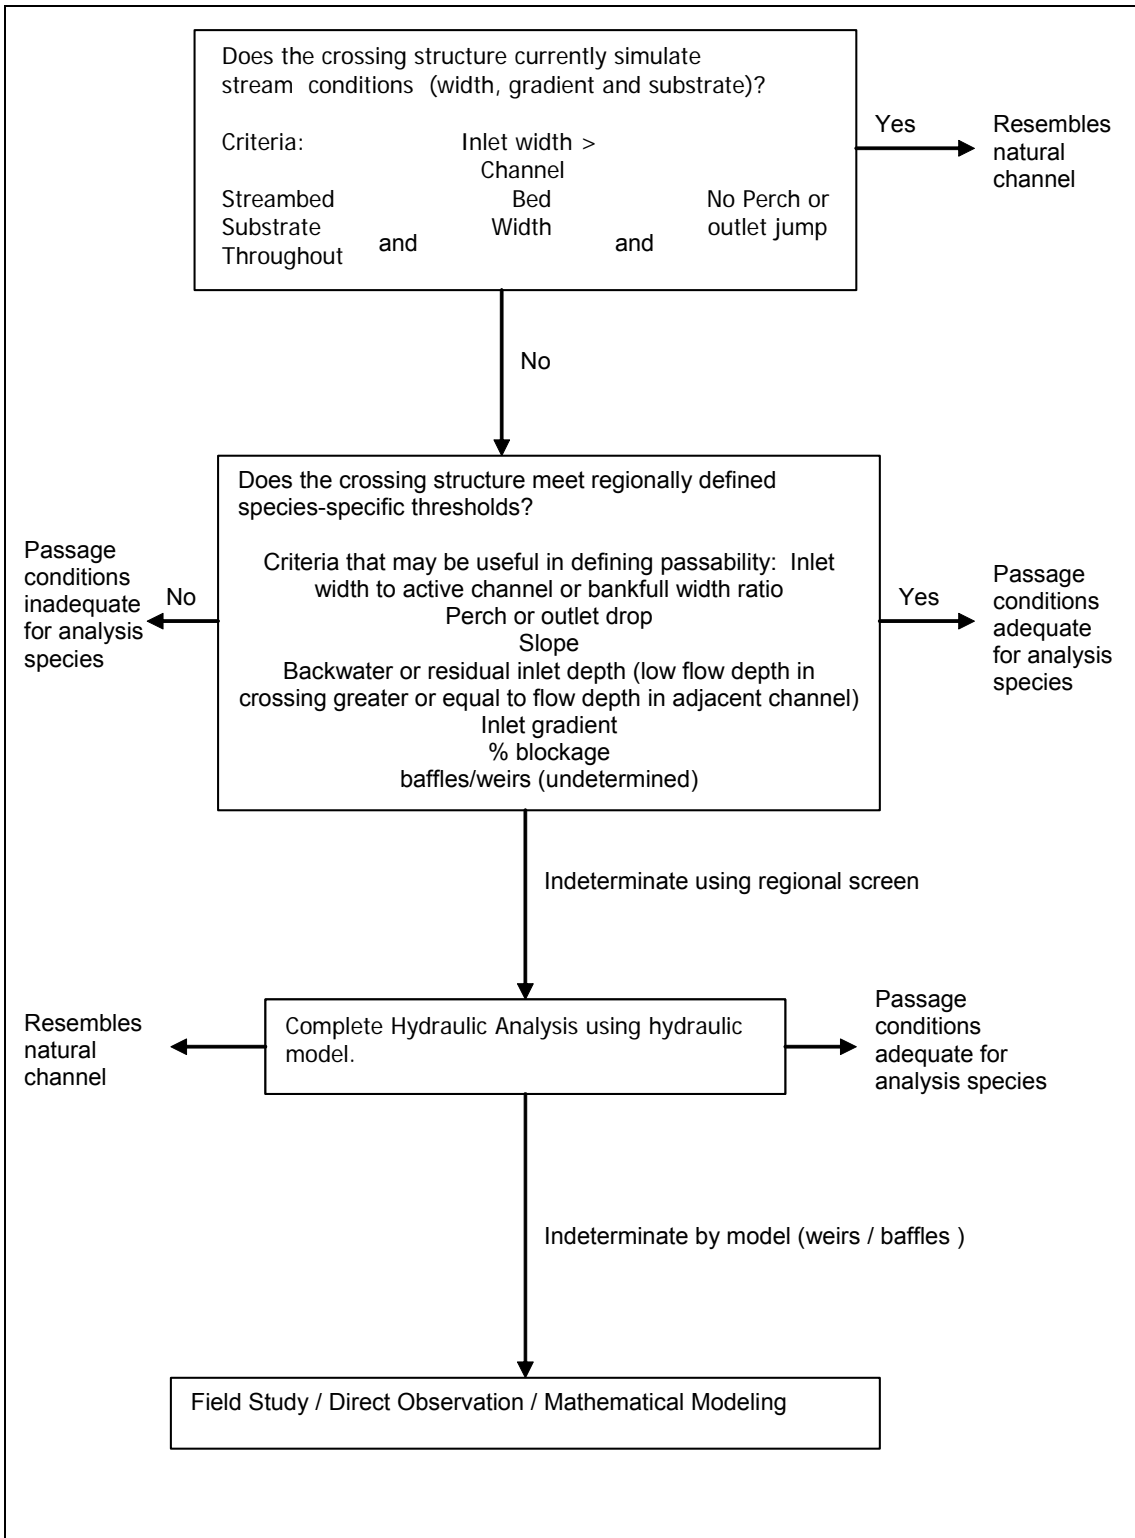 Does the crossing structure currently simulate
stream conditions (width, gradient and substrate)?
Criteria:
Inlet width >
Channel
Bed
Width
Streambed
Substrate
Throughout
and
and
No Perch or
outlet jump
Yes
Resembles
natural
channel
No
Does the crossing structure meet regionally defined
species-specific thresholds?
Criteria that may be useful in defining passability: Inlet
width to active channel or bankfull width ratio
Perch or outlet drop
Slope
Backwater or residual inlet depth (low flow depth in
crossing greater or equal to flow depth in adjacent channel)
Inlet gradient
% blockage
baffles/weirs (undetermined)
No
Passage
conditions
inadequate
for analysis
species
Yes
Passage
conditions
adequate
for analysis
species
Indeterminate using regional screen
Complete Hydraulic Analysis using hydraulic
model.
Resembles
natural
channel
Passage
conditions
adequate for
analysis species
Indeterminate by model (weirs / baffles )
Field Study / Direct Observation / Mathematical Modeling